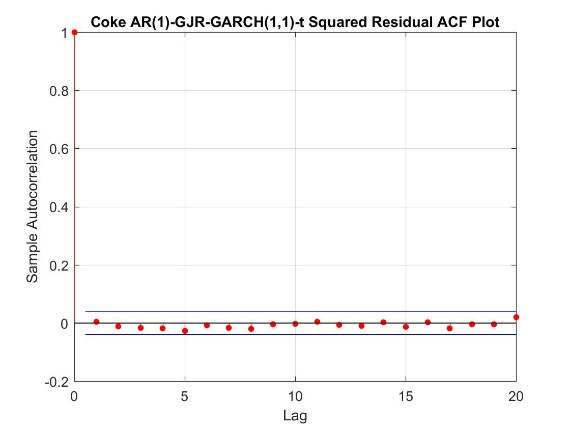 Coke AR(1)-GJR-GARCH(1,1)-t Squared Residual ACF Plot
1
0.8
0.6
0.4
0.2
0
-0.2
Sample Autocorrelation
0 5 10 15 20
Lag